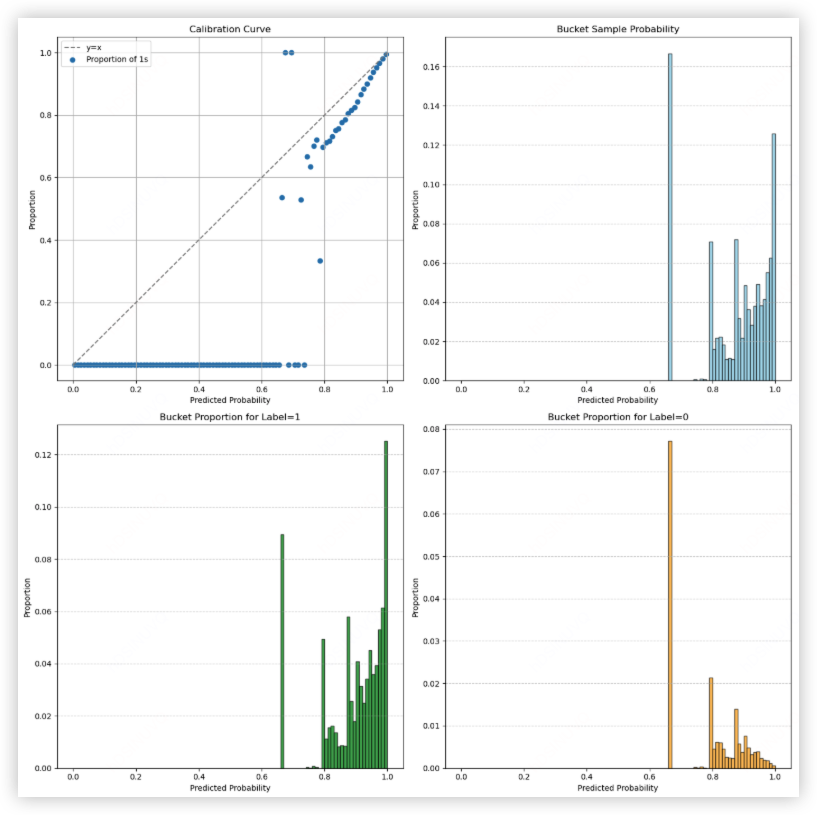 Calibration Curve
y=x
Proportion of 1s
1.0
0.8
0.6
0.4
0.2
0.0
Proportion
0.0 0.2 0.4 0.6 0.8 1.0
Predicted Probability
Bucket Sample Probability
0.16
0.14
0.12
0.10
0.08
0.06
0.04
0.02
0.00
Proportion
0.0 0.2 0.4 0.6 0.8 1.0
Predicted Probability
Bucket Proportion for Label=1
0.12
0.10
0.08
0.06
0.04
0.02
0.00
Proportion
0.0 0.2 0.4 0.6 0.8 1.0
Predicted Probability
Bucket Proportion for Label=0
0.08
0.07
0.06
0.05
0.04
0.03
0.02
0.01
0.00
Proportion
0.0 0.2 0.4 0.6 0.8 1.0
Predicted Probability